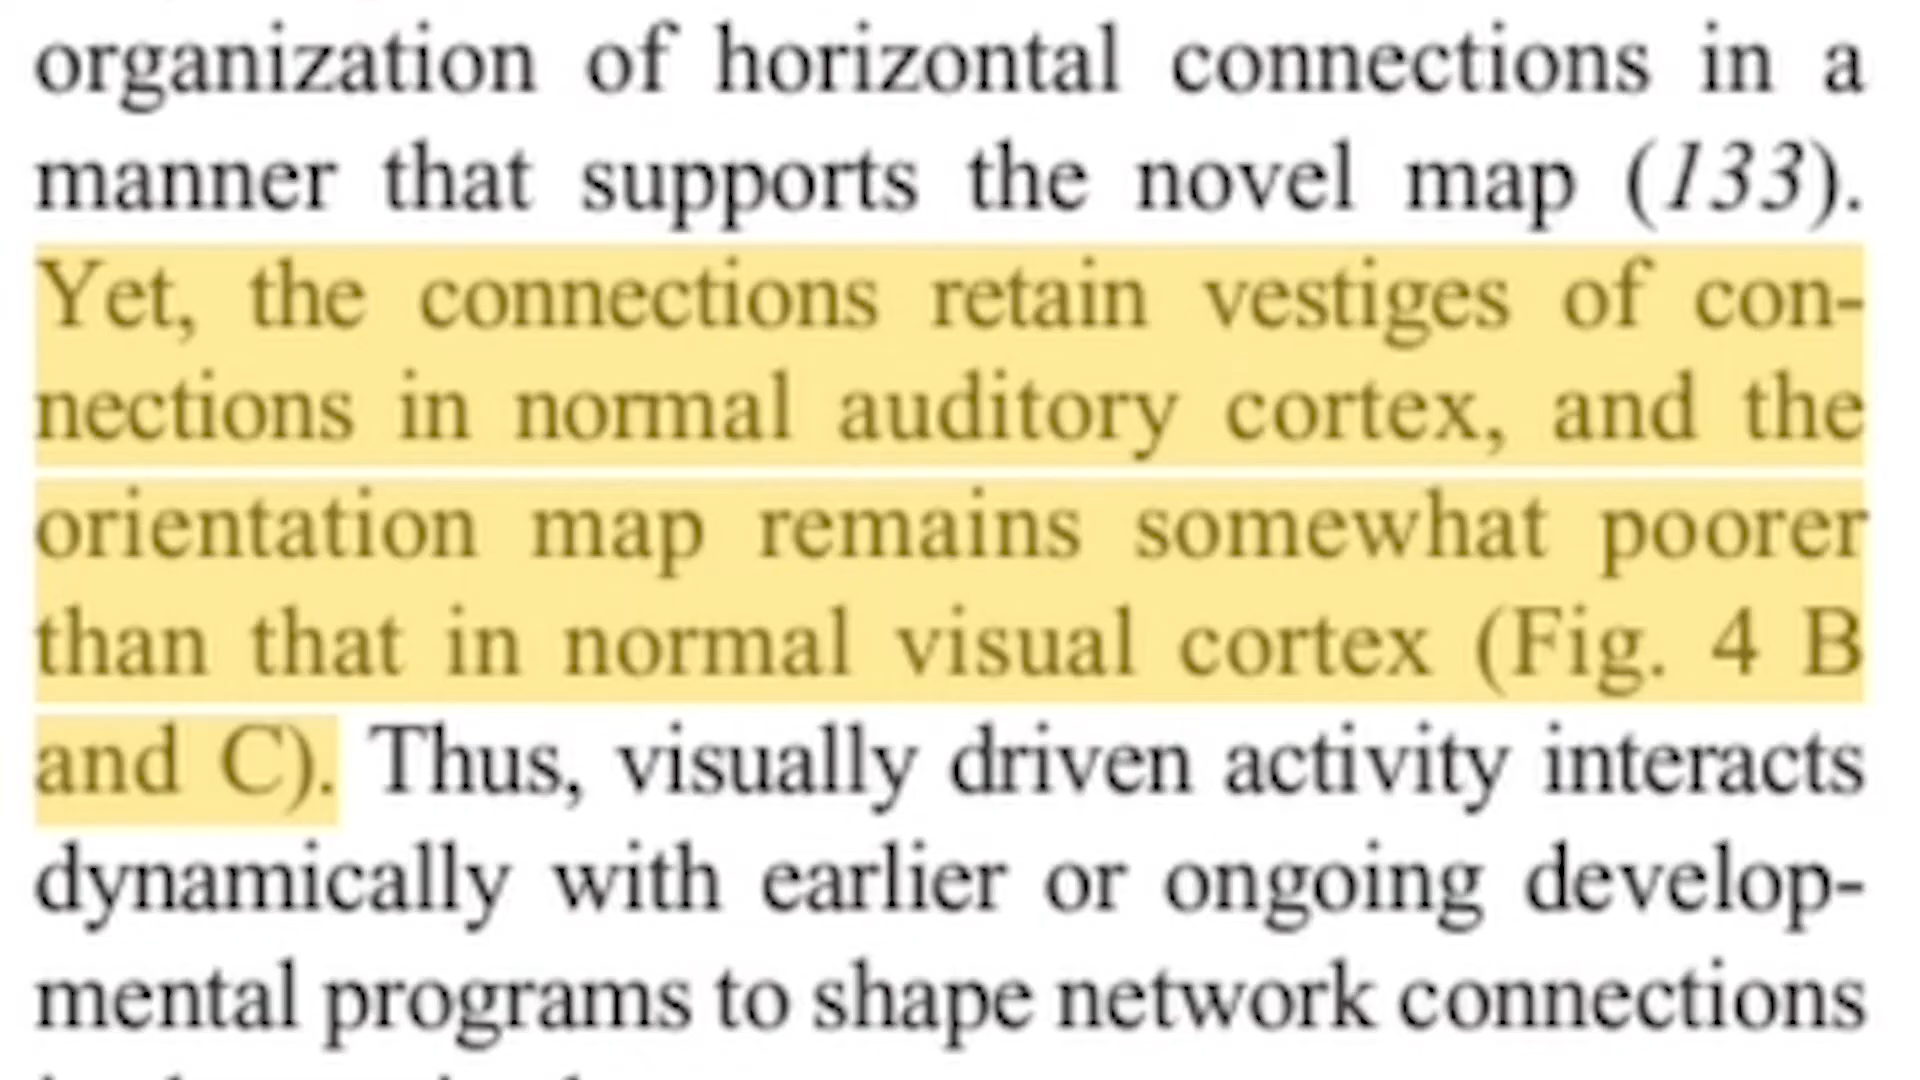 organization of horizontal connections in a
manner that supports the novel map (133).
Yet, the connections retain vestiges of con-
nections in normal auditory cortex, and the
orientation map remains somewhat poorer
than that in normal visual cortex (Fig. 4 B
and C). Thus, visually driven activity interacts
dynamically with earlier or ongoing develop-
mental programs to shape network connections